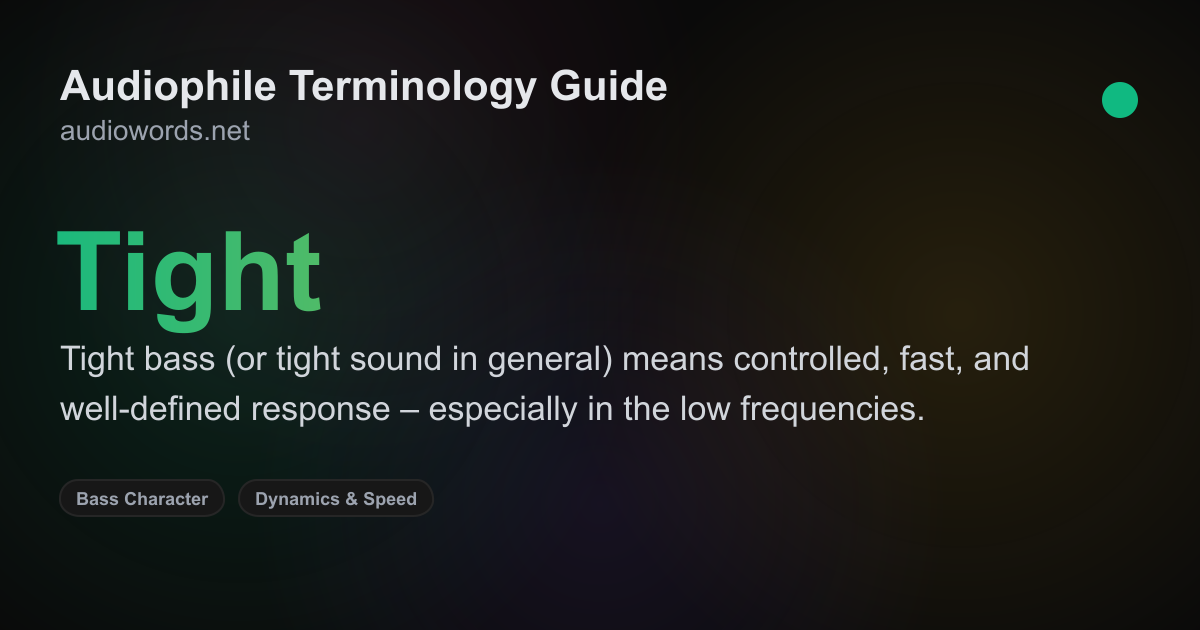 Audiophile Terminology Guide
audiowords.net
Tight
Tight bass (or tight sound in general) means controlled, fast, and
well-defined response – especially in the low frequencies.
Bass Character
Dynamics & Speed